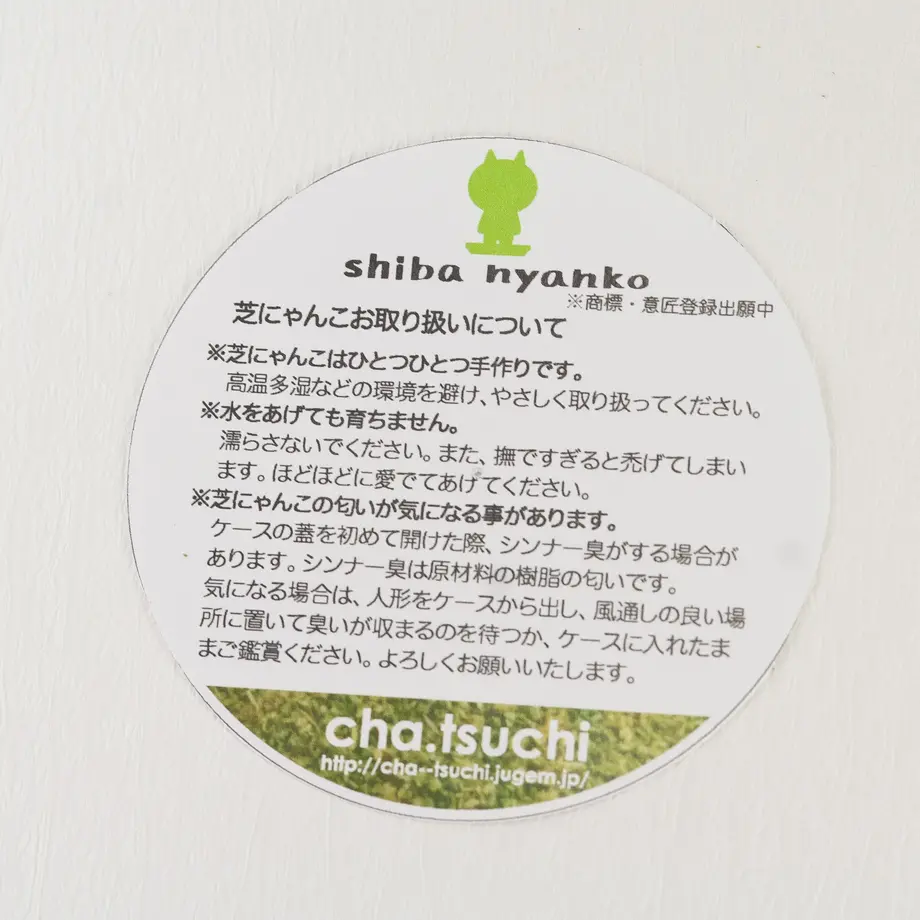 shiba nyanko
※商標・意匠登録出願中
芝にゃんこお取り扱いについて
※芝にゃんこはひとつひとつ手作りです。
高温多湿などの環境を避け、やさしく取り扱ってください。
※水をあげても育ちません。
濡らさないでください。また、撫ですぎると禿げてしまい
ます。ほどほどに愛でてあげてください。
※芝にゃんこの匂いが気になる事があります。
ケースの蓋を初めて開けた際、シンナー臭がする場合が
あります。シンナー臭は原材料の樹脂の匂いです。
気になる場合は、人形をケースから出し、風通しの良い場
所に置いて臭いが収まるのを待つか、ケースに入れたま
まご鑑賞ください。よろしくお願いいたします。
cha.tsuchi
http://cha--tsuchi.jugem.jp/